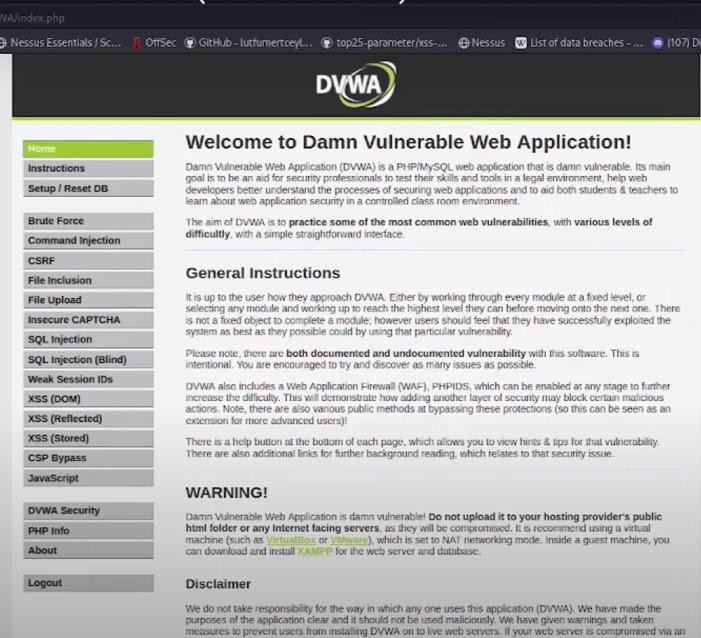 WA/index.php
Nessus Essentials / Sc...
OffSec
GitHub - lutfumertceyl...
top25-parameter/xss-...
Nessus
List of data breaches - ...
(107) Di
DVWA
Home
Instructions
Setup / Reset DB
Brute Force
Command Injection
CSRF
File Inclusion
File Upload
Insecure CAPTCHA
SQL Injection
SQL Injection (Blind)
Weak Session IDs
XSS (DOM)
XSS (Reflected)
XSS (Stored)
CSP Bypass
JavaScript
DVWA Security
PHP Info
About
Logout
Welcome to Damn Vulnerable Web Application!
Damn Vulnerable Web Application (DVWA) is a PHP/MySQL web application that is damn vulnerable. Its main
goal is to be an aid for security professionals to test their skills and tools in a legal environment, help web
developers better understand the processes of securing web applications and to aid both students & teachers to
learn about web application security in a controlled class room environment.
The aim of DVWA is to practice some of the most common web vulnerabilities, with various levels of
difficultly, with a simple straightforward interface.
General Instructions
It is up to the user how they approach DVWA. Either by working through every module at a fixed level, or
selecting any module and working up to reach the highest level they can before moving onto the next one. There
is not a fixed object to complete a module; however users should feel that they have successfully exploited the
system as best as they possible could by using that particular vulnerability.
Please note, there are both documented and undocumented vulnerability with this software. This is
intentional. You are encouraged to try and discover as many issues as possible.
DVWA also includes a Web Application Firewall (WAF), PHPIDS, which can be enabled at any stage to further
increase the difficulty. This will demonstrate how adding another layer of security may block certain malicious
actions. Note, there are also various public methods at bypassing these protections (so this can be seen as an
extension for more advanced users)!
There is a help button at the bottom of each page, which allows you to view hints & tips for that vulnerability.
There are also additional links for further background reading, which relates to that security issue.
WARNING!
Damn Vulnerable Web Application is damn vulnerable! Do not upload it to your hosting provider's public
html folder or any Internet facing servers, as they will be compromised. It is recommend using a virtual
machine (such as VirtualBox or VMware), which is set to NAT networking mode. Inside a guest machine, you
can download and install XAMPP for the web server and database.
Disclaimer
We do not take responsibility for the way in which any one uses this application (DVWA). We have made the
purposes of the application clear and it should not be used maliciously. We have given warnings and taken
measures to prevent users from installing DVWA on to live web servers. If your web server is compromised via an